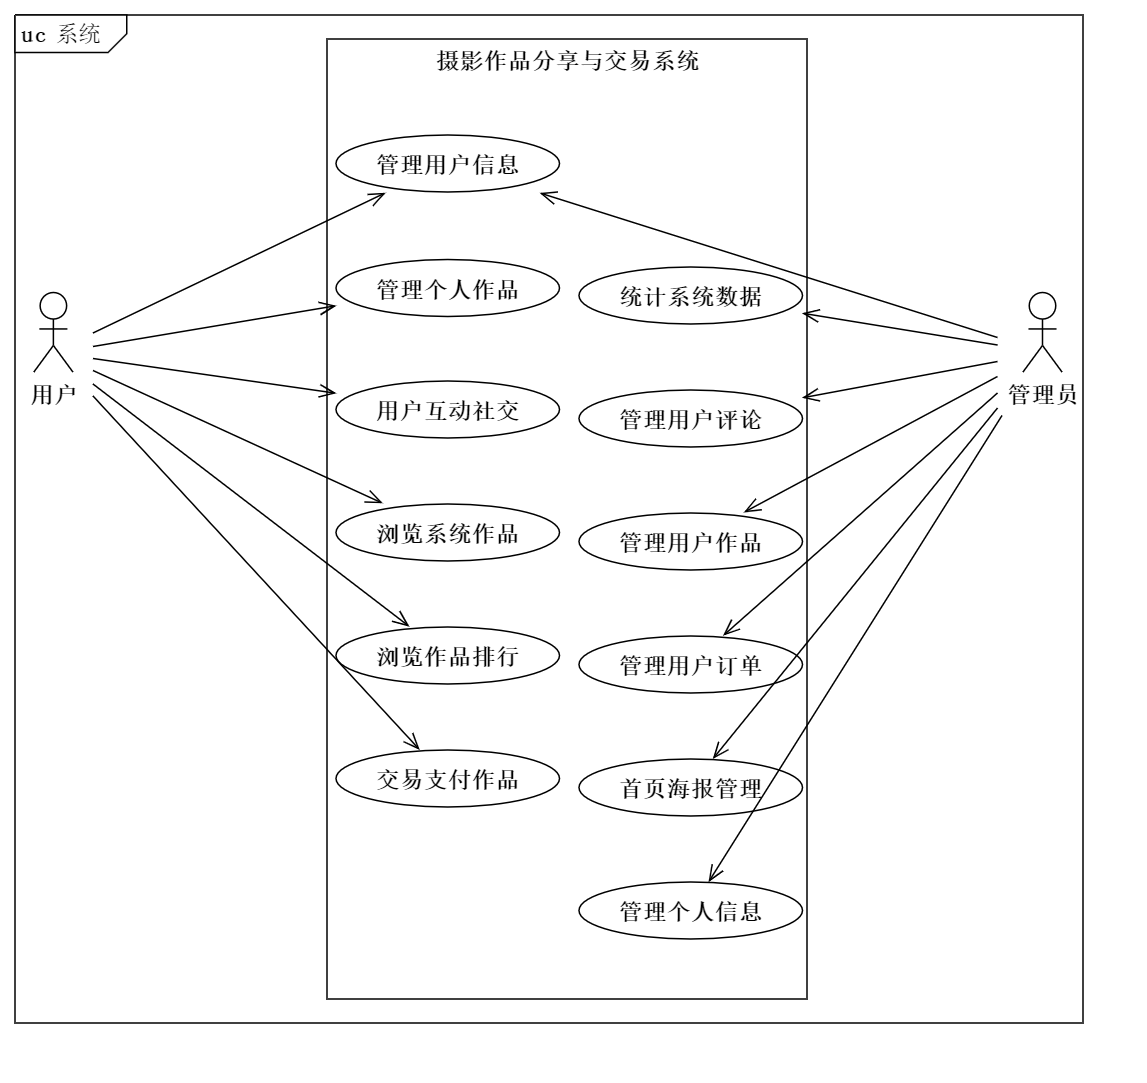 uc 系统
摄影作品分享与交易系统
管理用户信息
管理个人作品
统计系统数据
用户
管理员
用户互动社交
管理用户评论
浏览系统作品
管理用户作品
浏览作品排行
管理用户订单
交易支付作品
首页海报管理
管理个人信息